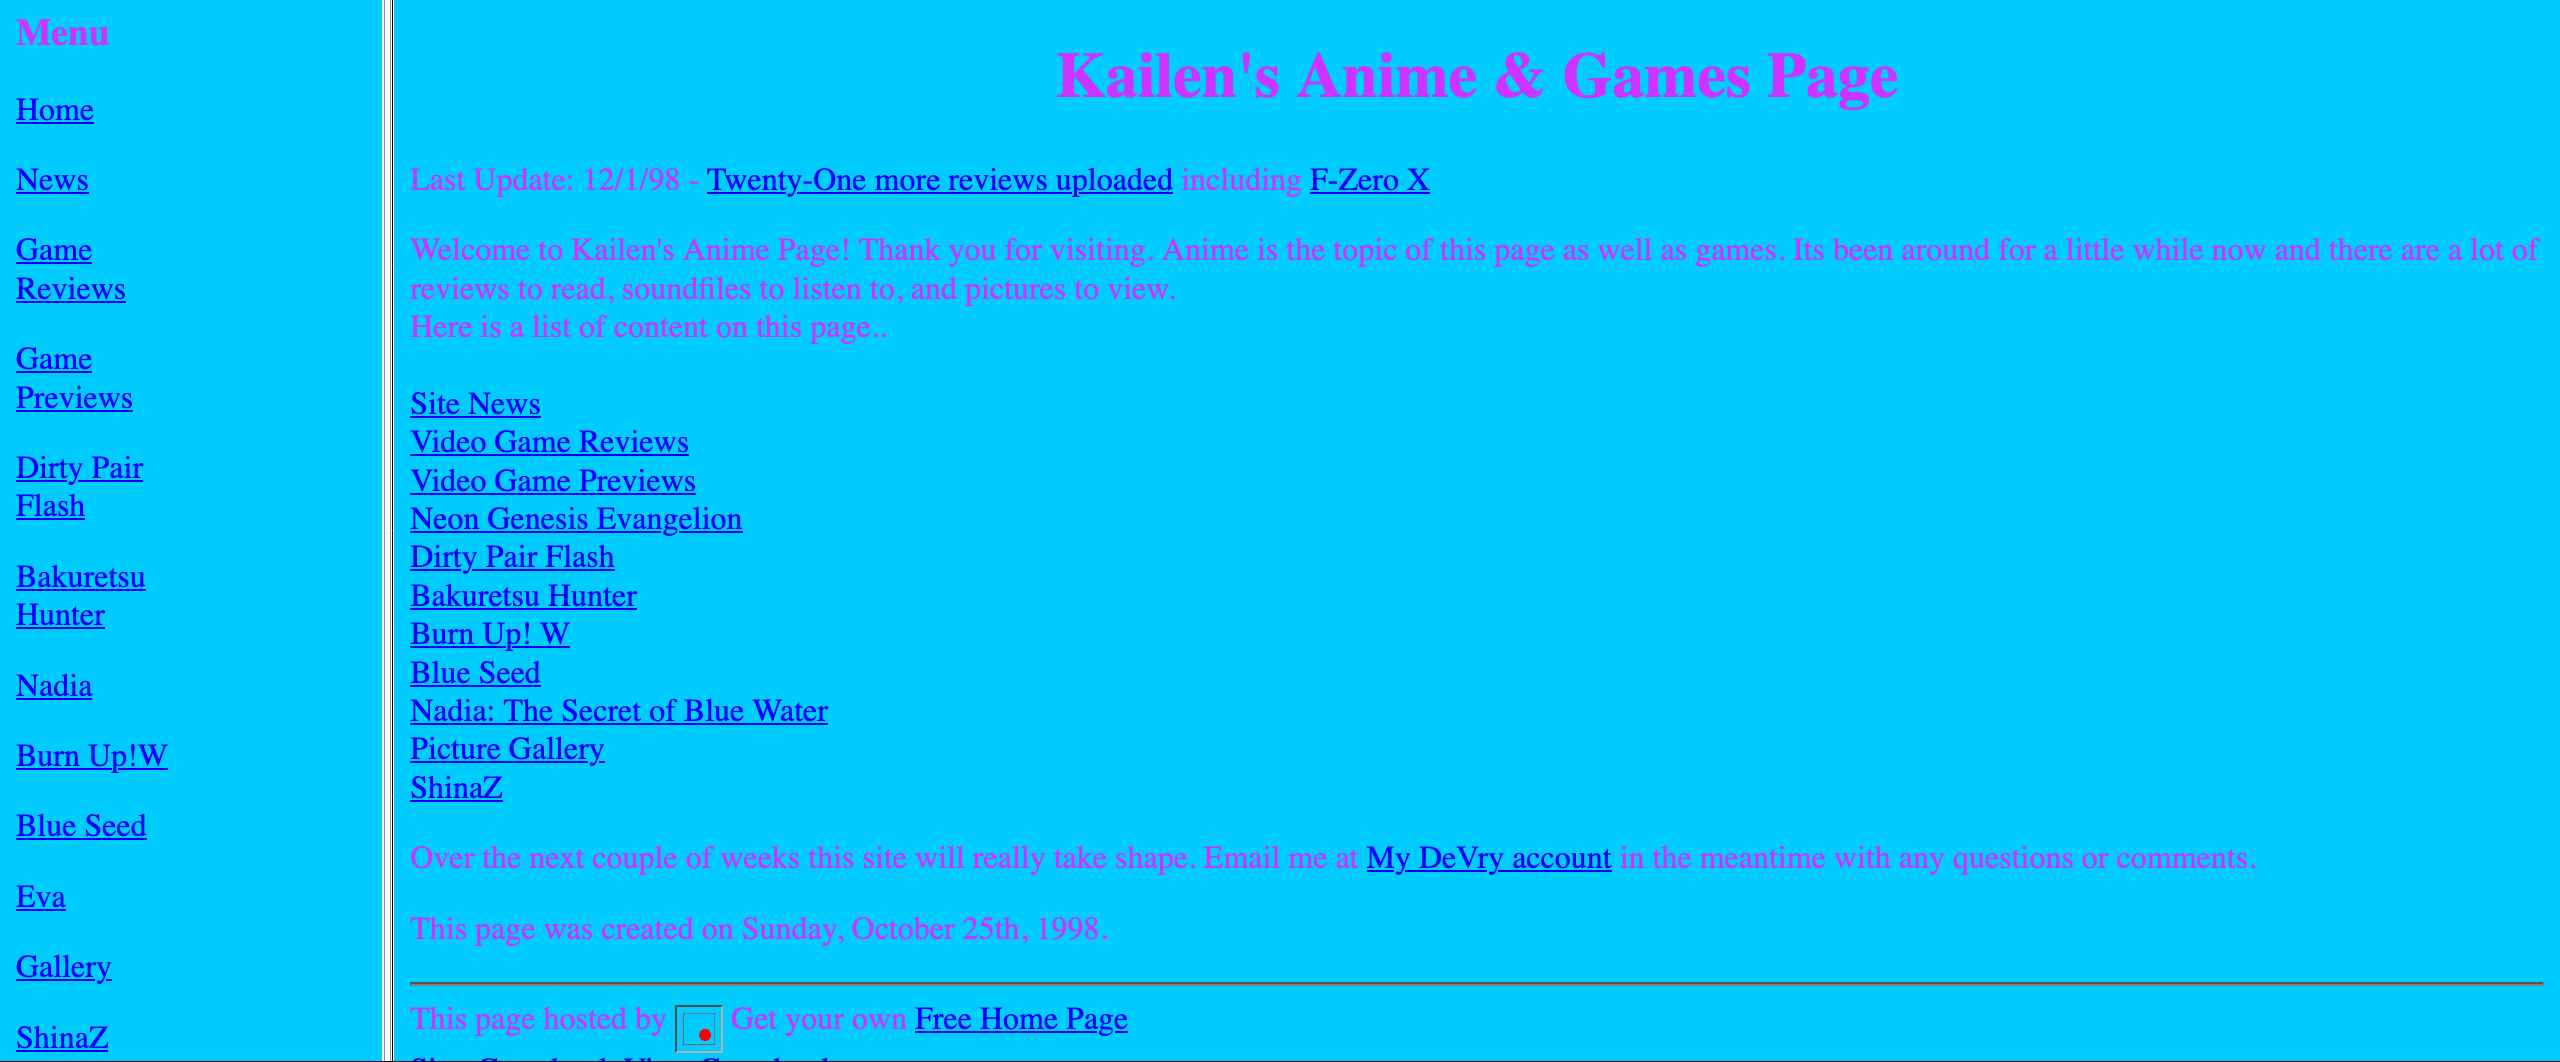 Menu
Home
News
Game
Reviews
Game
Previews
Dirty Pair
Flash
Bakuretsu
Hunter
Nadia
Burn Up!W
Blue Seed
Eva
Gallery
ShinaZ
Kailen's Anime & Games Page
Last Update: 12/1/98 - Twenty-One more reviews uploaded including F-Zero X
Welcome to Kailen's Anime Page! Thank you for visiting. Anime is the topic of this page as well as games. Its been around for a little while now and there are a lot of
reviews to read, soundfiles to listen to, and pictures to view.
Here is a list of content on this page..
Site News
Video Game Reviews
Video Game Previews
Neon Genesis Evangelion
Dirty Pair Flash
Bakuretsu Hunter
Burn Up! W
Blue Seed
Nadia: The Secret of Blue Water
Picture Gallery
ShinaZ
Over the next couple of weeks this site will really take shape. Email me at My DeVry account in the meantime with any questions or comments.
This page was created on Sunday, October 25th, 1998.
This page hosted by Get your own Free Home Page